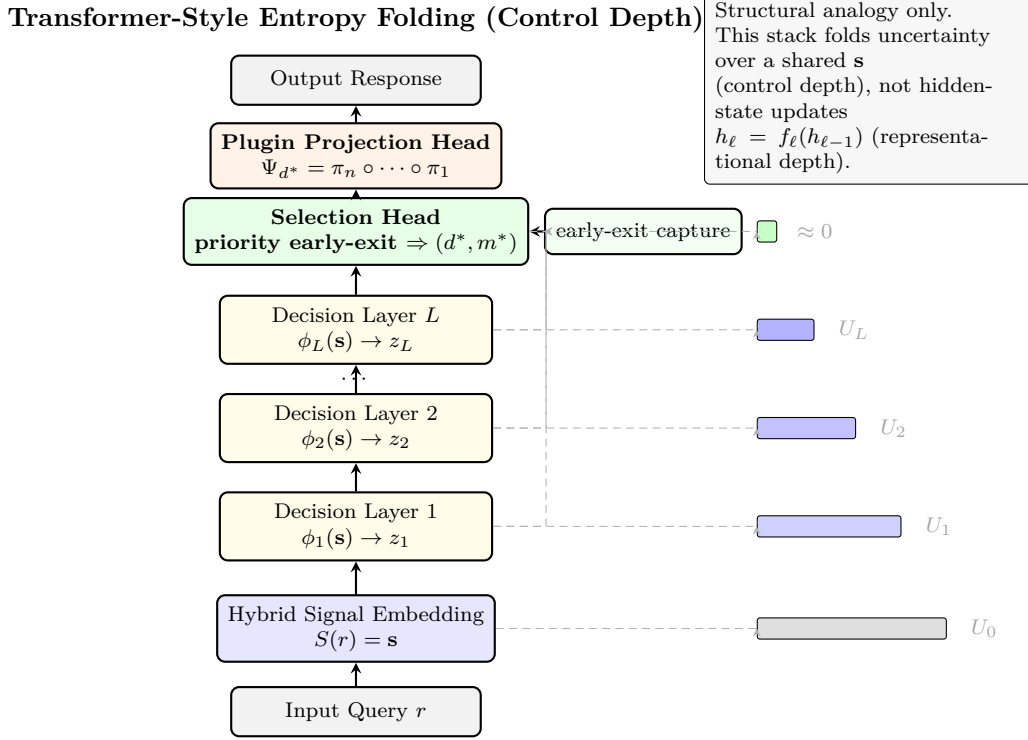 Transformer-Style Entropy Folding (Control Depth)
Structural analogy only.
This stack folds uncertainty
over a shared s
(control depth), not hidden-
state updates
hℓ = fℓ(hℓ−1) (representa-
tional depth).
Output Response
Plugin Projection Head
Ψd* = πn ∘ ⋯ ∘ π1
Selection Head
priority early-exit ⇒ (d*, m*)
early-exit capture
≈ 0
Decision Layer L
ϕL(s) → zL
UL
...
Decision Layer 2
ϕ2(s) → z2
U2
Decision Layer 1
ϕ1(s) → z1
U1
Hybrid Signal Embedding
S(r) = s
U0
Input Query r